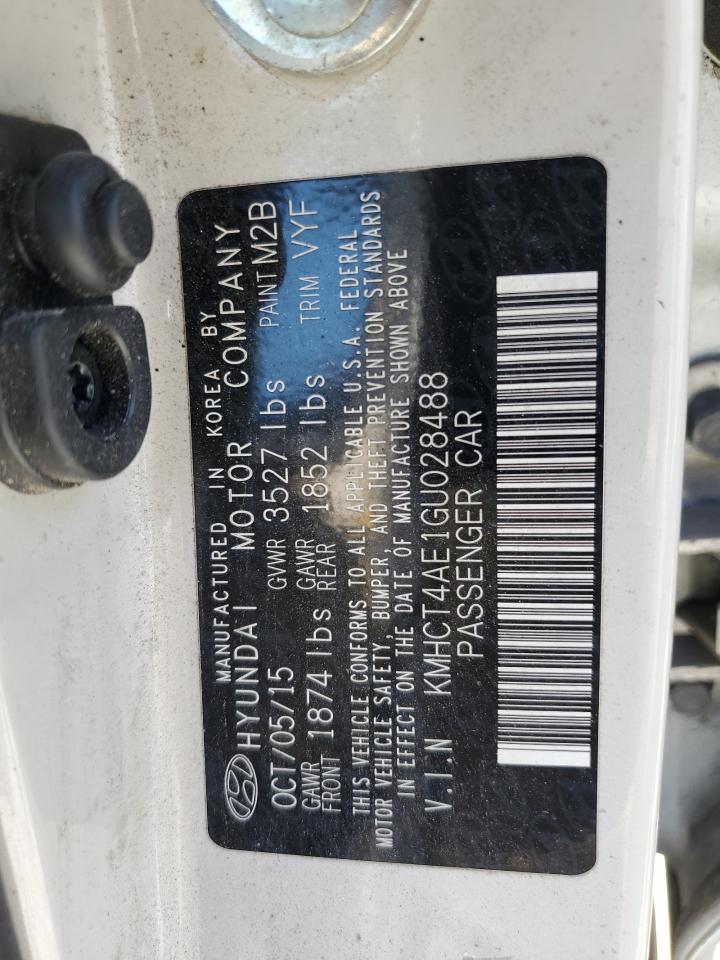 MANUFACTURED IN KOREA BY
HYUNDAI MOTOR COMPANY
OCT/05/15 GVWR 3527 lbs PAINT M2B
GAWR FRONT 1874 lbs GAWR REAR 1852 lbs TRIM VYF
THIS VEHICLE CONFORMS TO ALL APPLICABLE U.S.A. FEDERAL
MOTOR VEHICLE SAFETY, BUMPER, AND THEFT PREVENTION STANDARDS
IN EFFECT ON THE DATE OF MANUFACTURE SHOWN ABOVE
V.I.N KMHCT4AE1GU028488
PASSENGER CAR